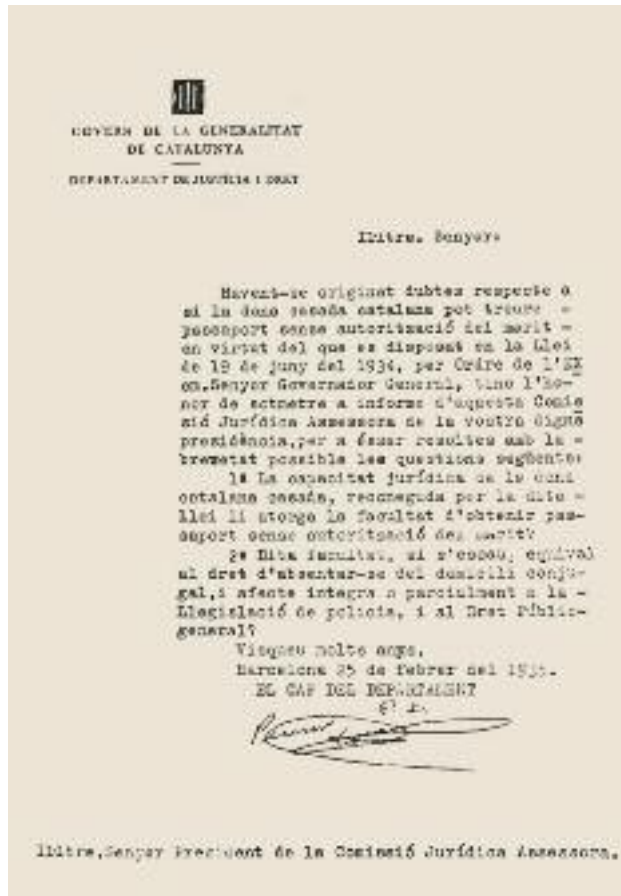 GOVERN DE LA GENERALITAT
DE CATALUNYA
DEPARTAMENT DE JUSTÍCIA I DRET
Il·ltre. Senyor:
Havent-se originat dubtes respecte a
si la dona casada catalana pot treure -
passaport sense autorització del marit -
en virtut del que es disposat en la Llei
de 19 de juny del 1934, per Ordre de l'EX
cm.Senyor Governador General, tinc l'ho-
nor de sotmetre a informe d'aquesta Comis
sió Jurídica Assessora de la vostra digna
presidència,per a ésser resoltes amb la -
brevetat possible les questions següents:
1ª La capacitat jurídica de la
catalana casada, reconeguda per la dita -
llei li atorga la facultat d'obtenir pas-
saport sense autorització del marit?
2ª Dita facultat, si s'escau, equival
al dret d'absentar-se del domicili conju-
gal,i afecte integra o parcialment a la -
Llegislació de policia, i al Dret Públic-
general?
Visqueu molts anys.
Barcelona 25 de febrer del
EL CAP DEL DEPARTAMENT
Il·ltre.Senyor President de la Comissió Jurídica Assessora.